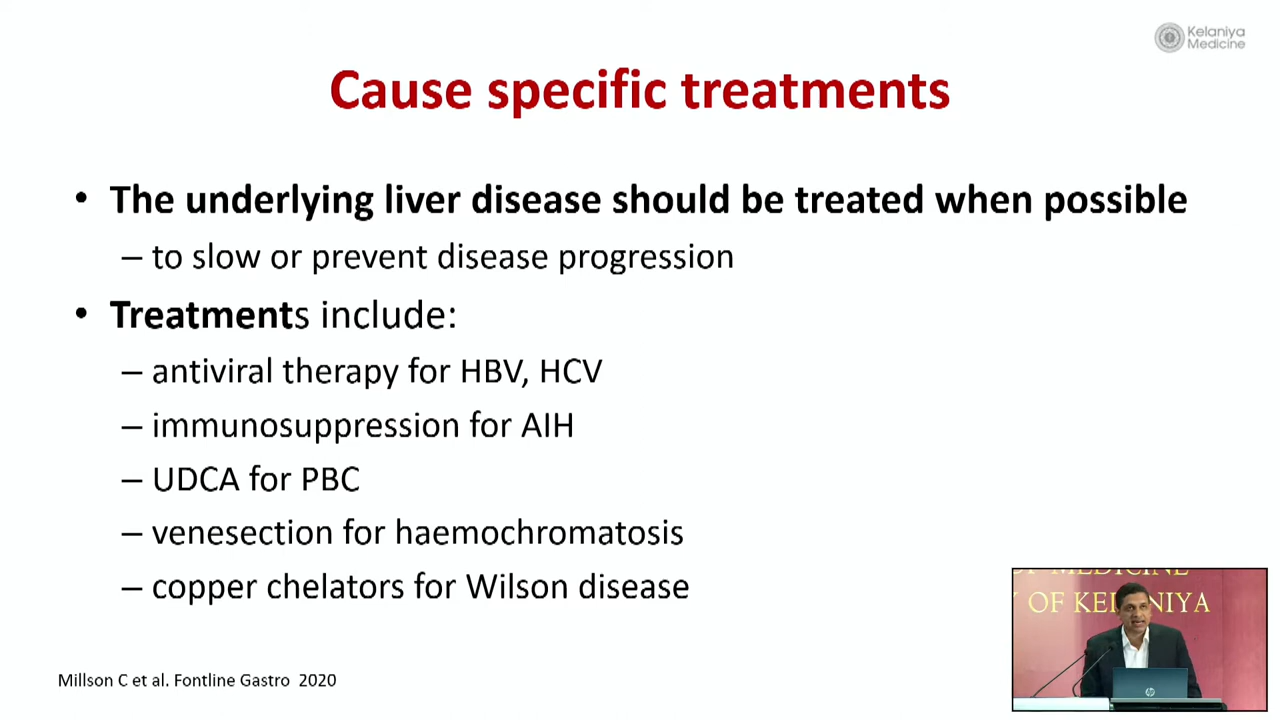 Kelaniya
Medicine
Cause specific treatments
• The underlying liver disease should be treated when possible
– to slow or prevent disease progression
• Treatments include:
– antiviral therapy for HBV, HCV
– immunosuppression for AIH
– UDCA for PBC
– venesection for haemochromatosis
– copper chelators for Wilson disease
OF MEDICINE
Y OF KELANIYA
hp
Millson C et al. Fontline Gastro 2020